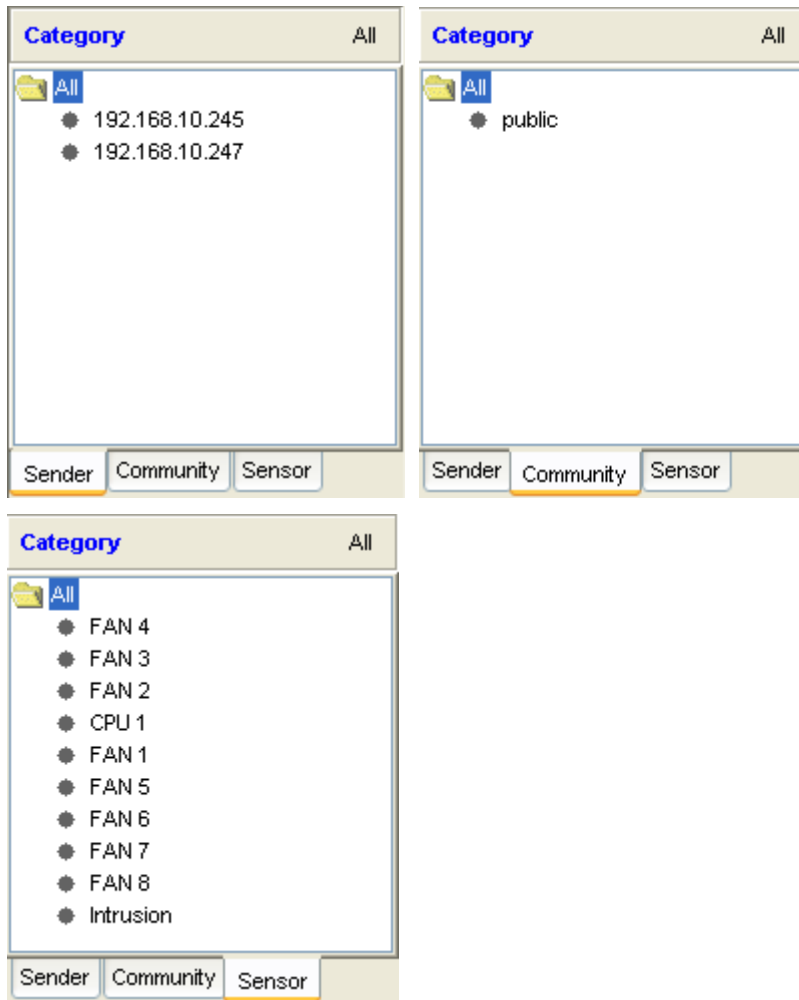 Category All
All
192.168.10.245
192.168.10.247
Sender Community Sensor
Category All
All
public
Sender Community Sensor
Category All
All
FAN 4
FAN 3
FAN 2
CPU 1
FAN 1
FAN 5
FAN 6
FAN 7
FAN 8
Intrusion
Sender Community Sensor